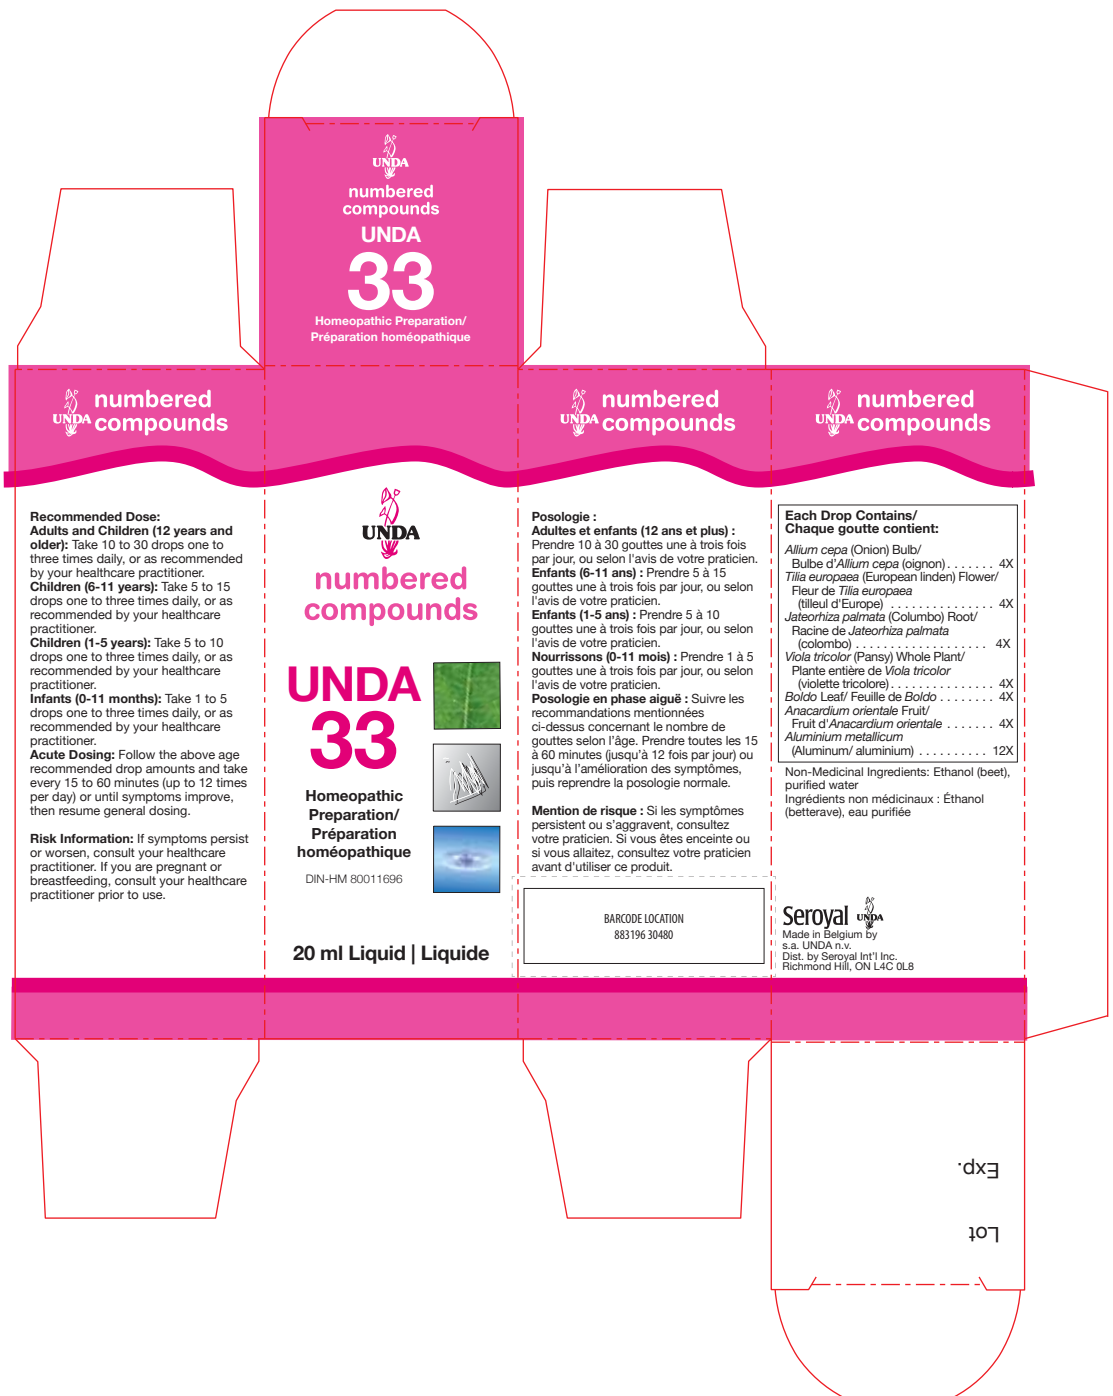 UNDA
numbered
compounds
UNDA
33
Homeopathic Preparation/
Préparation homéopathique
UNDA
numbered
compounds
UNDA
numbered
compounds
UNDA
numbered
compounds
Recommended Dose:
Adults and Children (12 years and
older): Take 10 to 30 drops one to
three times daily, or as recommended
by your healthcare practitioner.
Children (6-11 years): Take 5 to 15
drops one to three times daily, or as
recommended by your healthcare
practitioner.
Children (1-5 years): Take 5 to 10
drops one to three times daily, or as
recommended by your healthcare
practitioner.
Infants (0-11 months): Take 1 to 5
drops one to three times daily, or as
recommended by your healthcare
practitioner.
Acute Dosing: Follow the above age
recommended drop amounts and take
every 15 to 60 minutes (up to 12 times
per day) or until symptoms improve,
then resume general dosing.
Risk Information: If symptoms persist
or worsen, consult your healthcare
practitioner. If you are pregnant or
breastfeeding, consult your healthcare
practitioner prior to use.
UNDA
numbered
compounds
UNDA
33
Homeopathic
Preparation/
Préparation
homéopathique
DIN-HM 80011696
20 ml Liquid | Liquide
Posologie :
Adultes et enfants (12 ans et plus) :
Prendre 10 à 30 gouttes une à trois fois
par jour, ou selon l'avis de votre praticien.
Enfants (6-11 ans) : Prendre 5 à 15
gouttes une à trois fois par jour, ou selon
l'avis de votre praticien.
Enfants (1-5 ans) : Prendre 5 à 10
gouttes une à trois fois par jour, ou selon
l'avis de votre praticien.
Nourrissons (0-11 mois) : Prendre 1 à 5
gouttes une à trois fois par jour, ou selon
l'avis de votre praticien.
Posologie en phase aiguë : Suivre les
recommandations mentionnées
ci-dessus concernant le nombre de
gouttes selon l'âge. Prendre toutes les 15
à 60 minutes (jusqu'à 12 fois par jour) ou
jusqu'à l'amélioration des symptômes,
puis reprendre la posologie normale.
Mention de risque : Si les symptômes
persistent ou s'aggravent, consultez
votre praticien. Si vous êtes enceinte ou
si vous allaitez, consultez votre praticien
avant d'utiliser ce produit.
BARCODE LOCATION
883196 30480
Each Drop Contains/
Chaque goutte contient:
Allium cepa (Onion) Bulb/
Bulbe d'Allium cepa (oignon) . . . . . . . 4X
Tilia europaea (European linden) Flower/
Fleur de Tilia europaea
(tilleul d'Europe) . . . . . . . . . . . . . . . 4X
Jateorhiza palmata (Columbo) Root/
Racine de Jateorhiza palmata
(colombo) . . . . . . . . . . . . . . . . . . . 4X
Viola tricolor (Pansy) Whole Plant/
Plante entière de Viola tricolor
(violette tricolore) . . . . . . . . . . . . . . . 4X
Boldo Leaf/ Feuille de Boldo . . . . . . . . 4X
Anacardium orientale Fruit/
Fruit d'Anacardium orientale . . . . . . . 4X
Aluminium metallicum
(Aluminum/ aluminium) . . . . . . . . . . 12X
Non-Medicinal Ingredients: Ethanol (beet),
purified water
Ingrédients non médicinaux : Éthanol
(betterave), eau purifiée
Seroyal UNDA
Made in Belgium by
s.a. UNDA n.v.
Dist. by Seroyal Int'l Inc.
Richmond Hill, ON L4C 0L8
Exp.
Lot